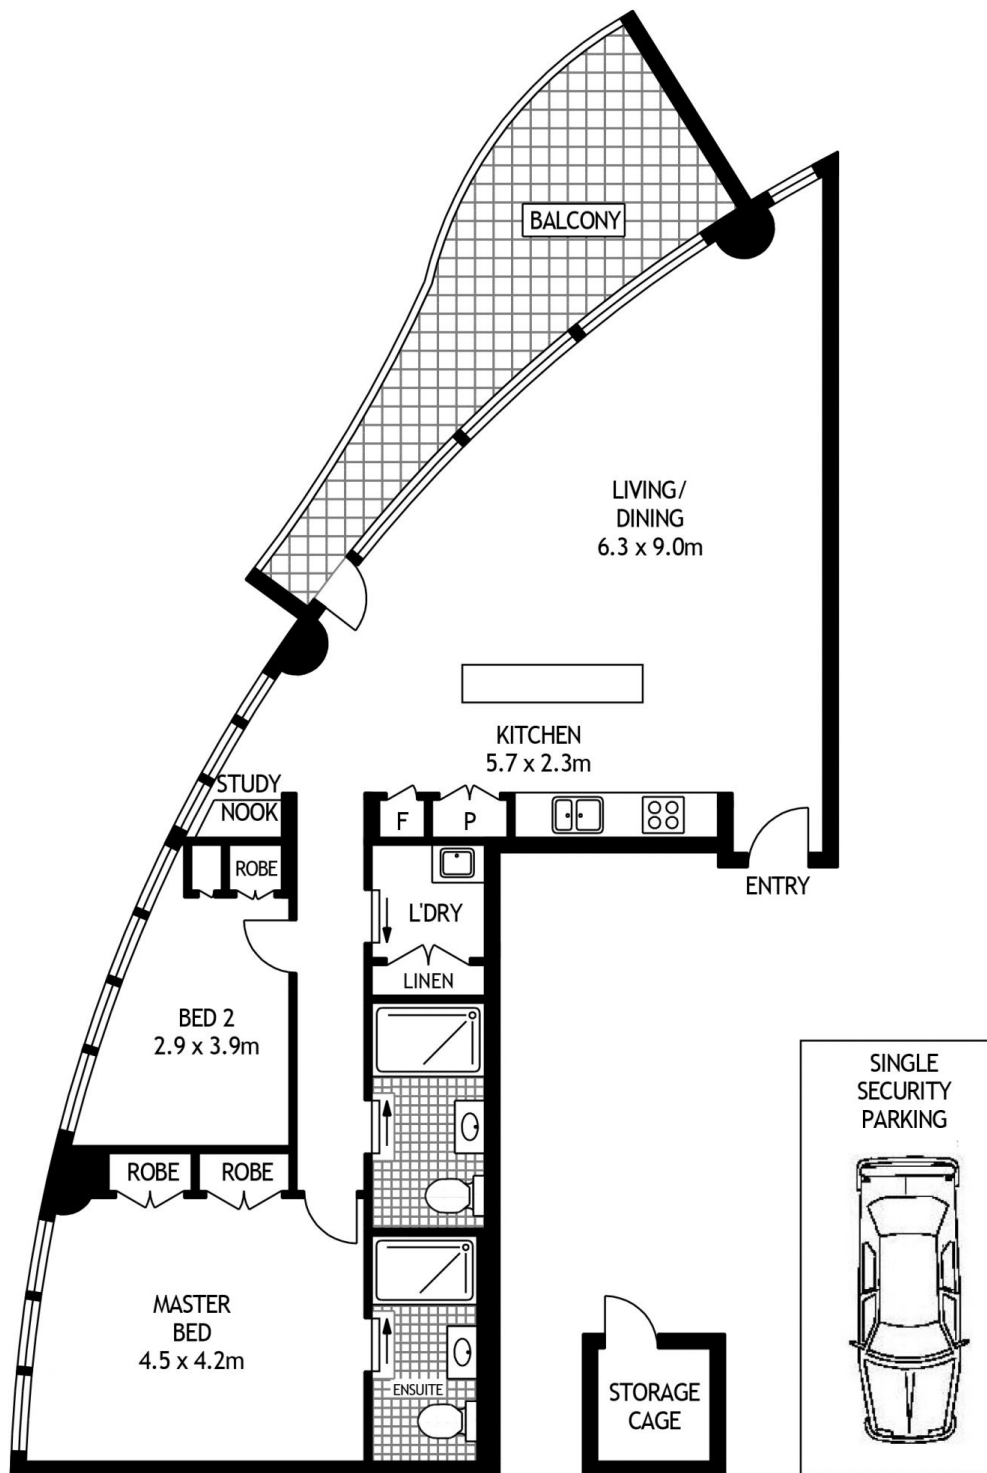 BALCONY
LIVING/
DINING
6.3 x 9.0m
KITCHEN
5.7 x 2.3m
STUDY
NOOK
F
P
ROBE
ENTRY
L'DRY
LINEN
BED 2
2.9 x 3.9m
SINGLE
SECURITY
PARKING
ROBE
ROBE
MASTER
BED
4.5 x 4.2m
ENSUITE
STORAGE
CAGE